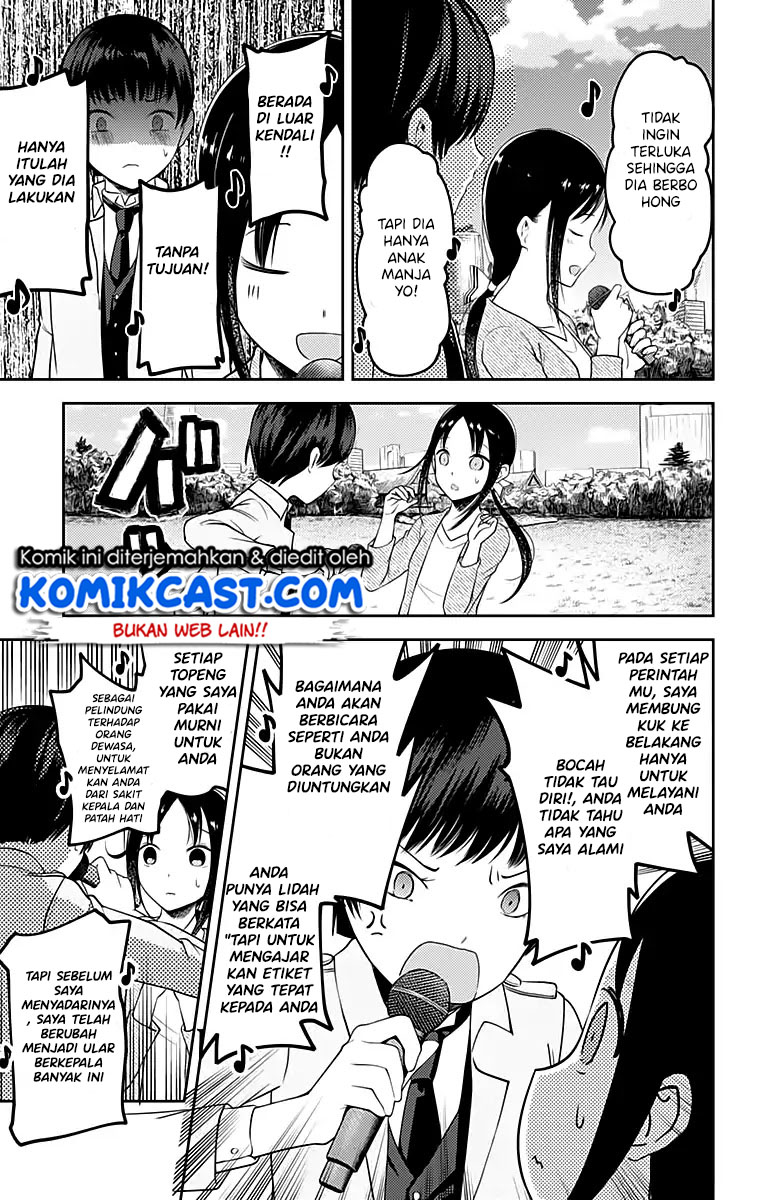 TIDAK
INGIN
TERLUKA
SEHINGGA
DIA BERBO
HONG
TAPI DIA
HANYA
ANAK
MANJA
YO!
BERADA
DI LUAR
KENDALI
!!
TANPA
TUJUAN!
HANYA
ITULAH
YANG DIA
LAKUKAN
バッ
Komik ini diterjemahkan & diedit oleh
KOMIKCAST.COM
BUKAN WEB LAIN!!
PADA SETIAP
PERINTAH
MU, SAYA
MEMBUNG
KUK KE
BELAKANG
HANYA
UNTUK
MELAYANI
ANDA
BOCAH
TIDAK TAU
DIRI!, ANDA
TIDAK TAHU
APA YANG
SAYA ALAMI
BAGAIMANA
ANDA AKAN
BERBICARA
SEPERTI ANDA
BUKAN
ORANG YANG
DIUNTUNGKAN
ANDA
PUNYA LIDAH
YANG BISA
BERKATA
"TAPI UNTUK
MENGAJAR
KAN ETIKET
YANG TEPAT
KEPADA ANDA
SETIAP
TOPENG
YANG SAYA
PAKAI
MURNI
UNTUK
ANDA
SEBAGAI
PELINDUNG
TERHADAP
ORANG
DEWASA,
UNTUK
MENYELAMAT
KAN ANDA
DARI SAKIT
KEPALA DAN
PATAH HATI
TAPI SEBELUM
SAYA
MENYADARINYA
, SAYA TELAH
BERUBAH
MENJADI ULAR
BERKEPALA
BANYAK INI